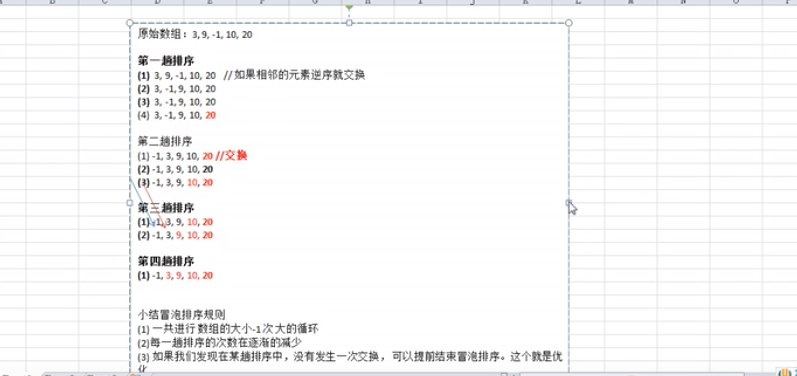 原始数组：3, 9, -1, 10, 20
第一趟排序
(1) 3, 9, -1, 10, 20 //如果相邻的元素逆序就交换
(2) 3, -1, 9, 10, 20
(3) 3, -1, 9, 10, 20
(4) 3, -1, 9, 10, 20
第二趟排序
(1) -1, 3, 9, 10, 20 //交换
(2) -1, 3, 9, 10, 20
(3) -1, 3, 9, 10, 20
第三趟排序
(1) -1, 3, 9, 10, 20
(2) -1, 3, 9, 10, 20
第四趟排序
(1) -1, 3, 9, 10, 20
小结冒泡排序规则
(1) 一共进行 数组的大小-1 次 大的循环
(2)每一趟排序的次数在逐渐的减少
(3) 如果我们发现在某趟排序中，没有发生一次交换， 可以提前结束冒泡排序。这个就是优